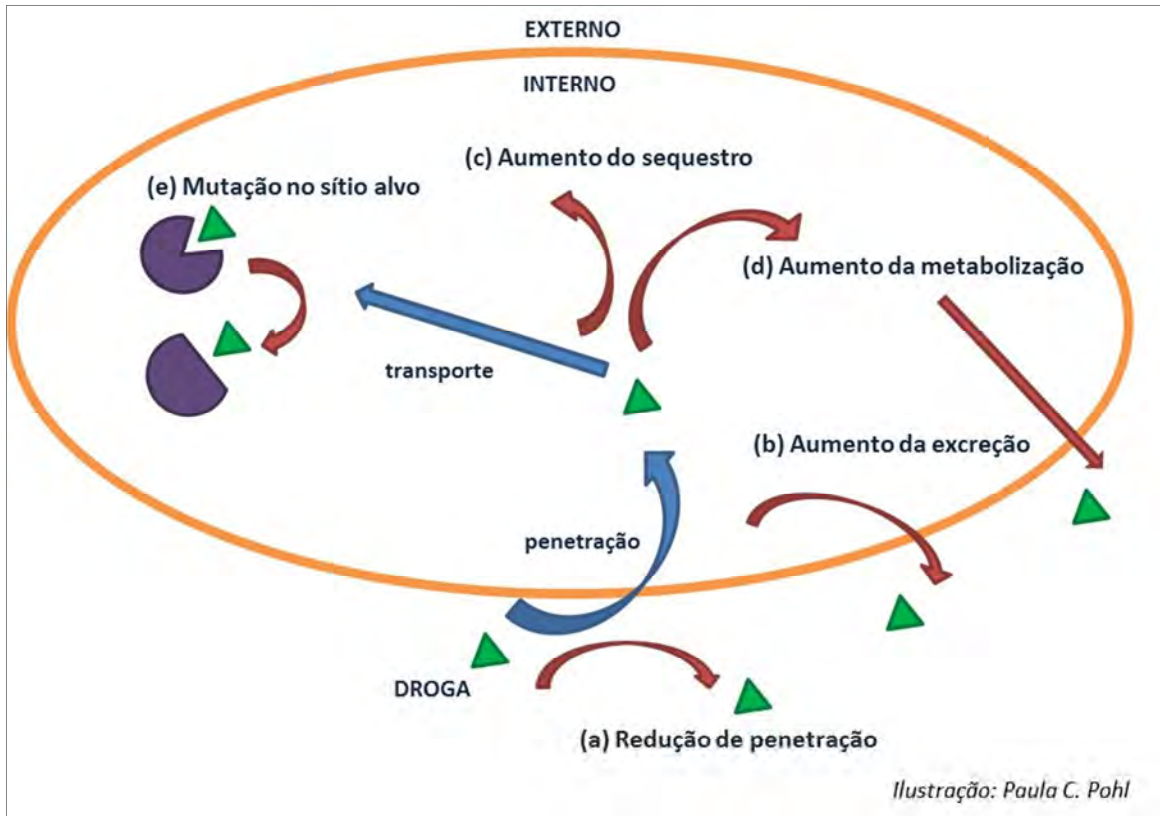 EXTERNO
INTERNO
(c) Aumento do sequestro
(e) Mutação no sítio alvo
(d) Aumento da metabolização
transporte
(b) Aumento da excreção
penetração
DROGA
(a) Redução de penetração
Ilustração: Paula C. Pohl